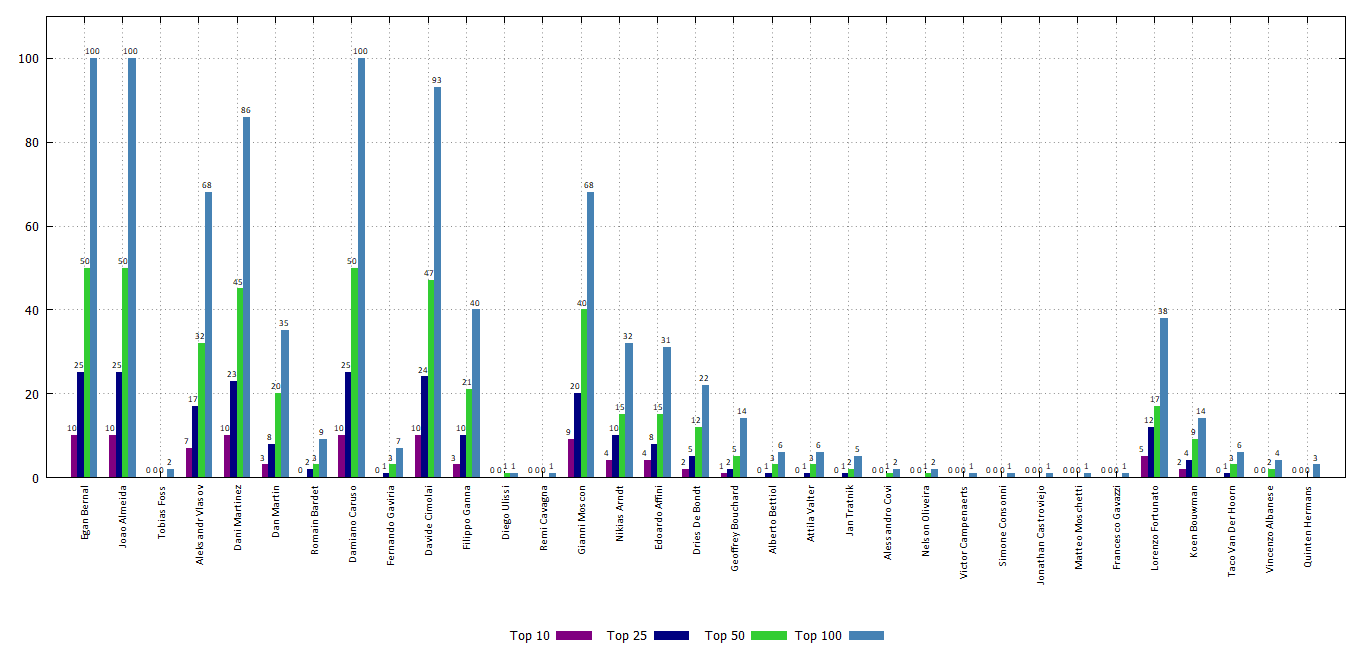 100
80
60
40
20
0
10 25 50 100
10 25 50 100
0 0 0 2
7 17 32 68
10 23 45 86
3 8 20 35
0 2 3 9
10 25 50 100
0 1 3 7
10 24 47 93
3 10 21 40
0 0 1 1
0 0 0 1
9 20 40 68
4 10 15 32
4 8 15 31
2 5 12 22
1 2 5 14
0 1 3 6
0 1 3 6
0 1 2 5
0 0 1 2
0 0 1 2
0 0 0 1
0 0 0 1
0 0 0 1
0 0 0 1
0 0 0 1
5 12 17 38
2 4 9 14
0 1 3 6
0 0 2 4
0 0 0 3
Egan Bernal
Joao Almeida
Tobias Foss
Aleksandr Vlasov
Dani Martinez
Dan Martin
Romain Bardet
Damiano Caruso
Fernando Gaviria
Davide Cimolai
Filippo Ganna
Diego Ulissi
Remi Cavagna
Gianni Moscon
Nikias Arndt
Edoardo Affini
Dries De Bondt
Geoffrey Bouchard
Alberto Bettiol
Attila Valter
Jan Tratnik
Alessandro Covi
Nelson Oliveira
Victor Campenaerts
Simone Consonni
Jonathan Castrovejo
Matteo Moschetti
Francesco Gavazzi
Lorenzo Fortunato
Koen Bouwman
Taco Van Der Hoorn
Vincenzo Albanese
Quinten Hermans
Top 10 Top 25 Top 50 Top 100